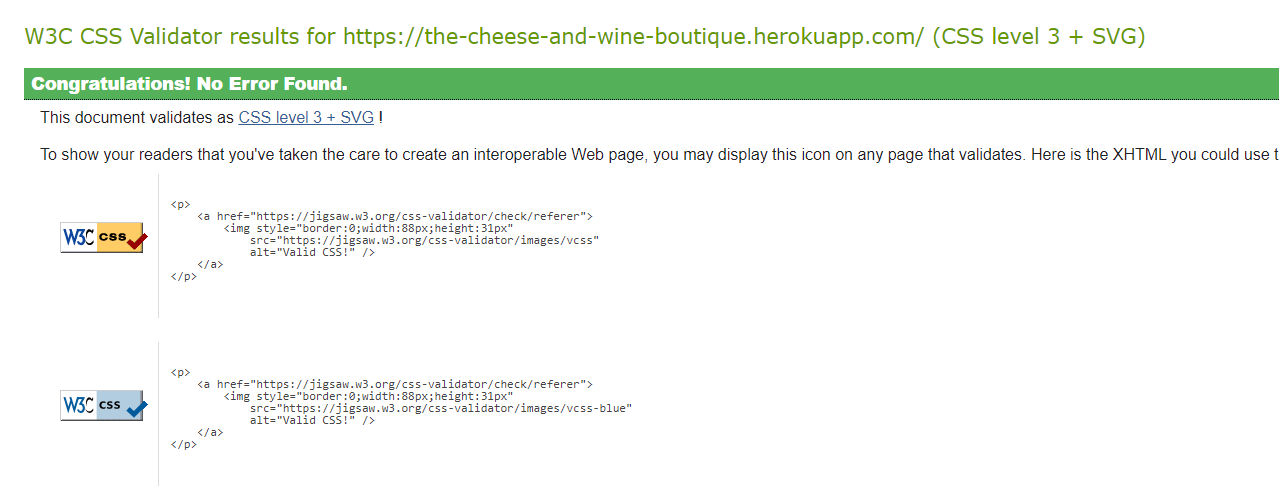 W3C CSS Validator results for https://the-cheese-and-wine-boutique.herokuapp.com/ (CSS level 3 + SVG)
Congratulations! No Error Found.
This document validates as CSS level 3 + SVG !
To show your readers that you've taken the care to create an interoperable Web page, you may display this icon on any page that validates. Here is the XHTML you could use t
W3C css
<p>
<a href="https://jigsaw.w3.org/css-validator/check/referer">
<img style="border:0;width:88px;height:31px"
src="https://jigsaw.w3.org/css-validator/images/vcss"
alt="Valid CSS!" />
</a>
</p>
W3C css
<p>
<a href="https://jigsaw.w3.org/css-validator/check/referer">
<img style="border:0;width:88px;height:31px"
src="https://jigsaw.w3.org/css-validator/images/vcss-blue"
alt="Valid CSS!" />
</a>
</p>